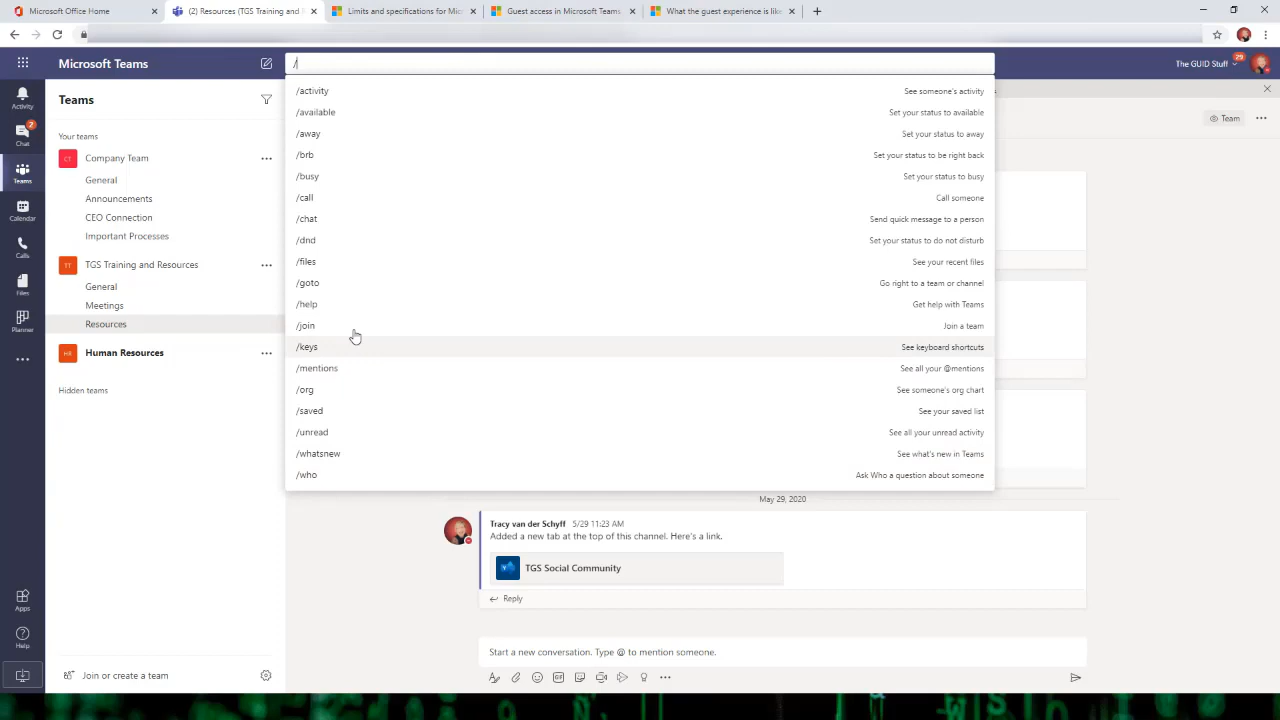 Microsoft Office Home
(2) Resources (TGS Training and F
Limits and specifications for Mic
Guest access in Microsoft Teams
What the guest experience is like
Microsoft Teams
/
The GUID Stuff
29
Activity
Teams
Your teams
2
Chat
CT
Company Team
General
Announcements
CEO Connection
Important Processes
Teams
Calendar
Calls
Files
Planner
TT
TGS Training and Resources
General
Meetings
Resources
HR
Human Resources
Hidden teams
/activity See someone's activity
/available Set your status to available
/away Set your status to away
/brb Set your status to be right back
/busy Set your status to busy
/call Call someone
/chat Send quick message to a person
/dnd Set your status to do not disturb
/files See your recent files
/goto Go right to a team or channel
/help Get help with Teams
/join Join a team
/keys See keyboard shortcuts
/mentions See all your @mentions
/org See someone's org chart
/saved See your saved list
/unread See all your unread activity
/whatsnew See what's new in Teams
/who Ask Who a question about someone
Team
May 29, 2020
Tracy van der Schyff 5/29 11:23 AM
Added a new tab at the top of this channel. Here's a link.
TGS Social Community
Reply
Start a new conversation. Type @ to mention someone.
GIF
Apps
Help
Join or create a team